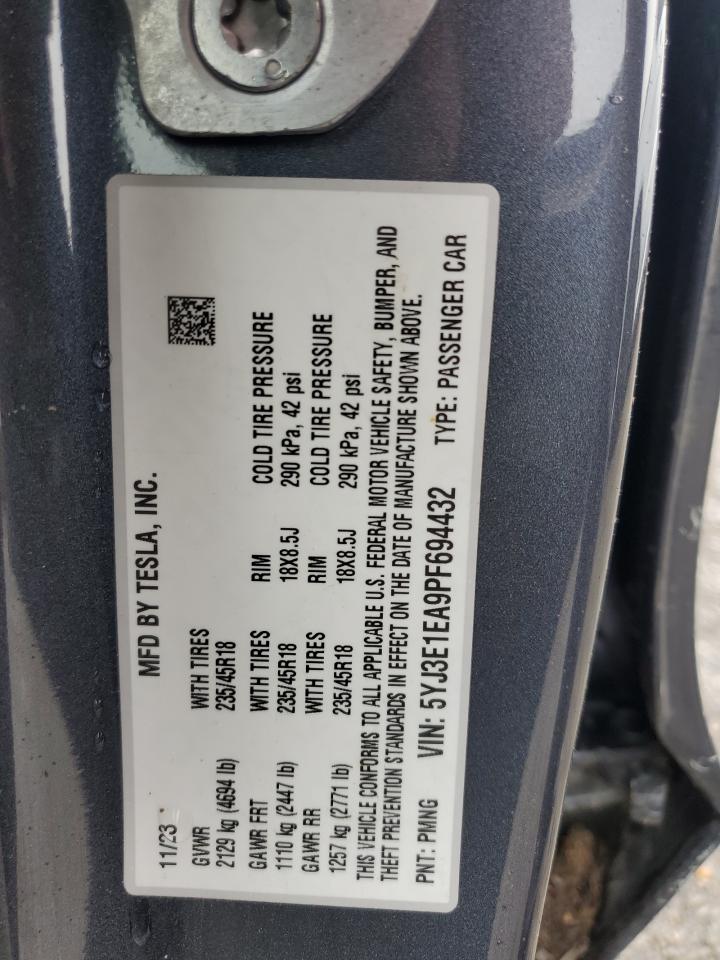 MFD BY TESLA, INC.
11/23
GVWR WITH TIRES
2129 kg (4694 lb) 235/45R18
GAWR FRT WITH TIRES RIM COLD TIRE PRESSURE
1110 kg (2447 lb) 235/45R18 18X8.5J 290 kPa, 42 psi
GAWR RR WITH TIRES RIM COLD TIRE PRESSURE
1257 kg (2771 lb) 235/45R18 18X8.5J 290 kPa, 42 psi
THIS VEHICLE CONFORMS TO ALL APPLICABLE U.S. FEDERAL MOTOR VEHICLE SAFETY, BUMPER, AND
THEFT PREVENTION STANDARDS IN EFFECT ON THE DATE OF MANUFACTURE SHOWN ABOVE.
PNT: PMNG VIN: 5YJ3E1EA9PF694432 TYPE: PASSENGER CAR